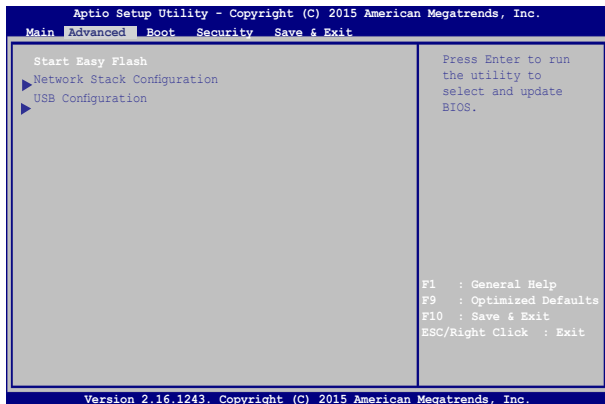 Aptio Setup Utility - Copyright (C) 2015 American Megatrends, Inc.
Main Advanced Boot Security Save & Exit
Start Easy Flash
Network Stack Configuration
USB Configuration
Press Enter to run
the utility to
select and update
BIOS.
F1 : General Help
F9 : Optimized Defaults
F10 : Save & Exit
ESC/Right Click : Exit
Version 2.16.1243. Copyright (C) 2015 American Megatrends, Inc.